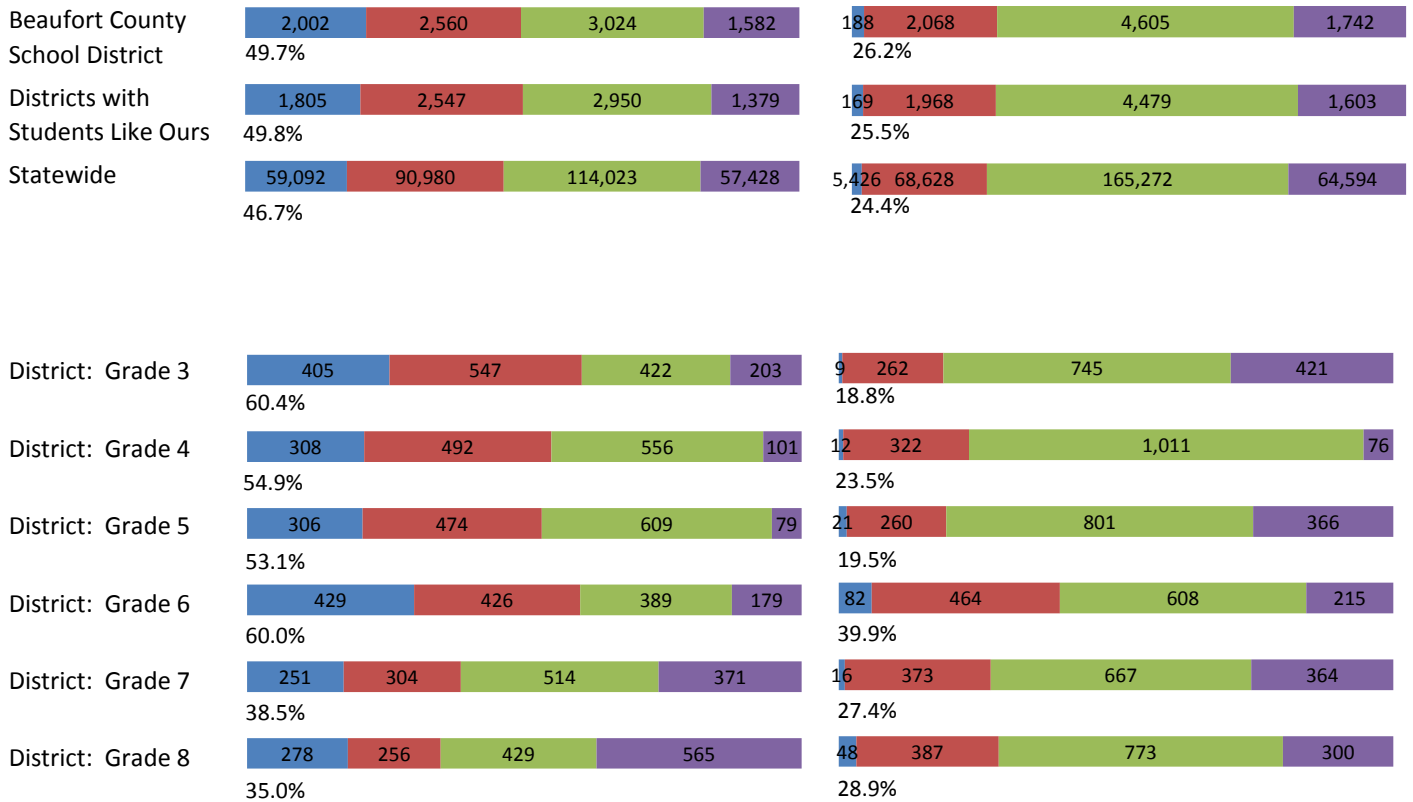 Beaufort County
School District
2,002 2,560 3,024 1,582
188 2,068 4,605 1,742
49.7%
26.2%
Districts with
Students Like Ours
1,805 2,547 2,950 1,379
169 1,968 4,479 1,603
49.8%
25.5%
Statewide
59,092 90,980 114,023 57,428
5,426 68,628 165,272 64,594
46.7%
24.4%
District: Grade 3
405 547 422 203
9 262 745 421
60.4%
18.8%
District: Grade 4
308 492 556 101
12 322 1,011 76
54.9%
23.5%
District: Grade 5
306 474 609 79
21 260 801 366
53.1%
19.5%
District: Grade 6
429 426 389 179
82 464 608 215
60.0%
39.9%
District: Grade 7
251 304 514 371
16 373 667 364
38.5%
27.4%
District: Grade 8
278 256 429 565
48 387 773 300
35.0%
28.9%